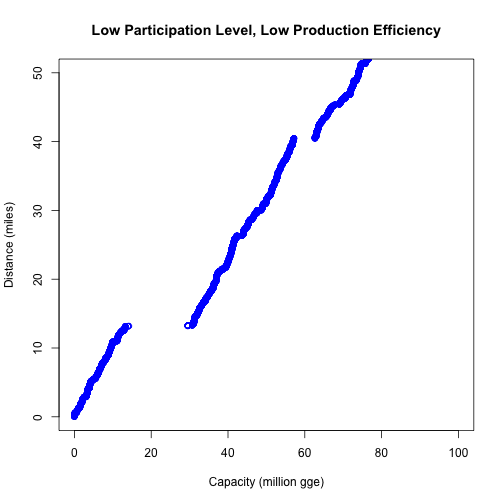 Low Participation Level, Low Production Efficiency
Distance (miles)
50
40
30
20
10
0
0 20 40 60 80 100
Capacity (million gge)